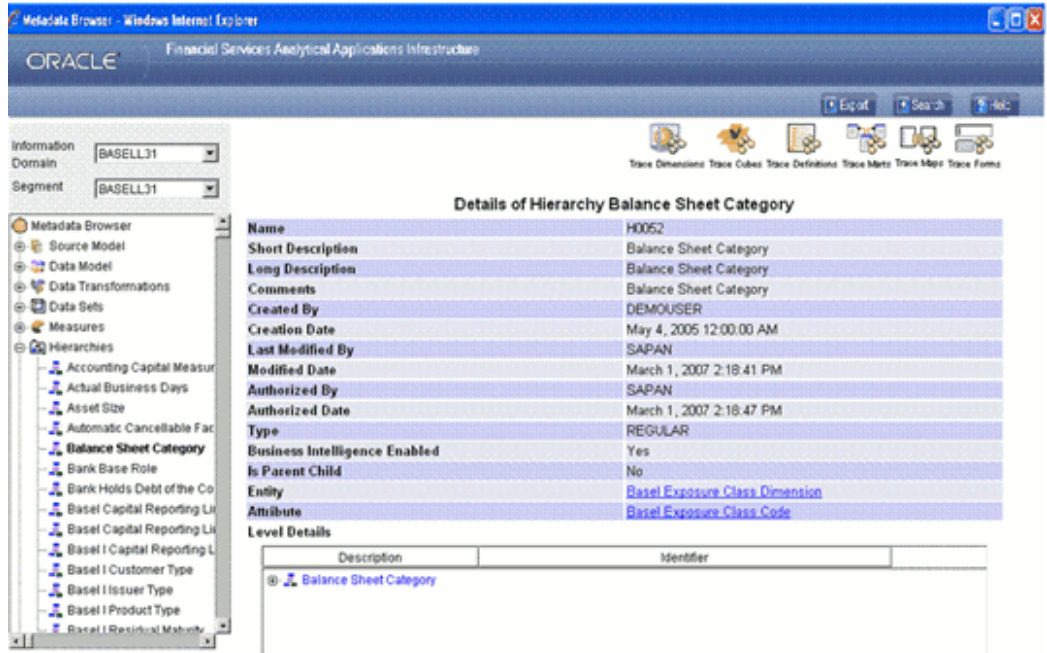 Metadata Browser - Windows Internet Explorer
ORACLE
Financial Services Analytical Applications Infrastructure
Export Search Help
Information Domain BASELL31
Segment BASELL31
Trace Dimensions Trace Cubes Trace Definitions Trace Marts Trace Maps Trace Forms
Metadata Browser
Source Model
Data Model
Data Transformations
Data Sets
Measures
Hierarchies
Accounting Capital Measur
Actual Business Days
Asset Size
Automatic Cancellable Fac
Balance Sheet Category
Bank Base Role
Bank Holds Debt of the Co
Basel Capital Reporting Li
Basel Capital Reporting Li
Basel I Capital Reporting L
Basel I Customer Type
Basel I Issuer Type
Basel I Product Type
Basel I Residual Maturity
Details of Hierarchy Balance Sheet Category
Name H0052
Short Description Balance Sheet Category
Long Description Balance Sheet Category
Comments Balance Sheet Category
Created By DEMOUSER
Creation Date May 4, 2005 12:00:00 AM
Last Modified By SAPAN
Modified Date March 1, 2007 2:18:41 PM
Authorized By SAPAN
Authorized Date March 1, 2007 2:18:47 PM
Type REGULAR
Business Intelligence Enabled Yes
Is Parent Child No
Entity Basel Exposure Class Dimension
Attribute Basel Exposure Class Code
Level Details
Description Identifier
Balance Sheet Category